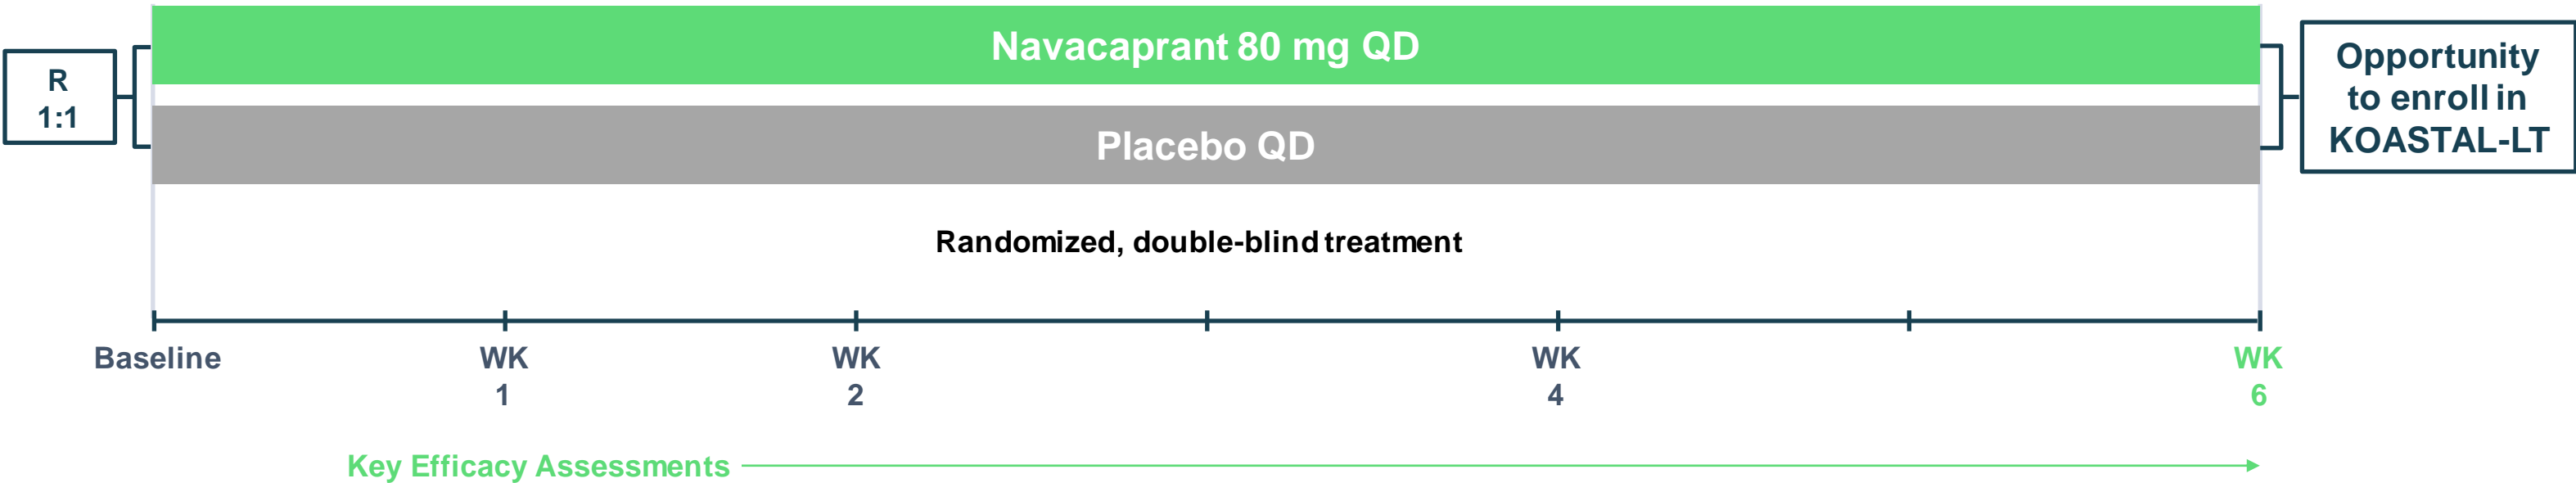 Navacaprant 80 mg QD
R
1:1
Placebo QD
Opportunity
to enroll in
KOASTAL-LT
Randomized, double-blind treatment
Baseline
WK
1
WK
2
WK
4
WK
6
Key Efficacy Assessments